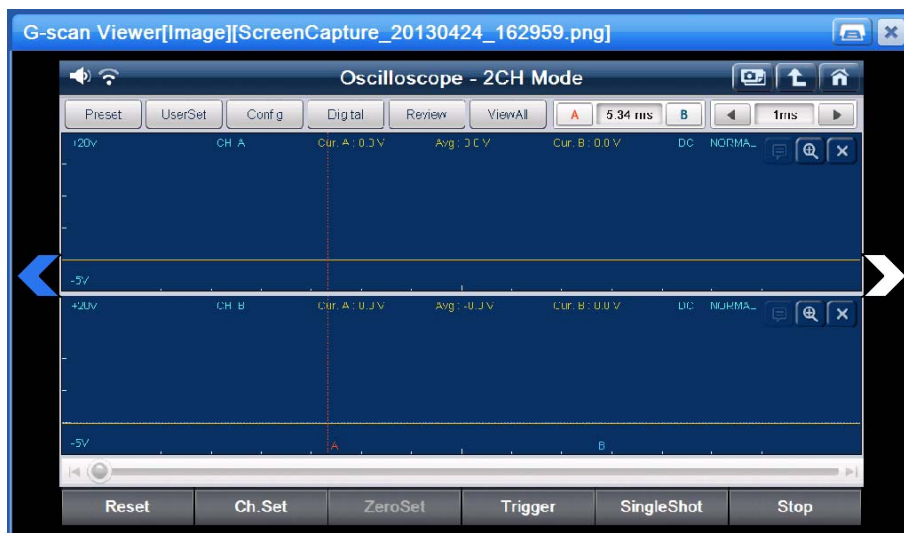 G-scan Viewer[Image][ScreenCapture_20130424_162959.png]
Oscilloscope - 2CH Mode
Preset UserSet Config Digital Review ViewAll A 5.34 ms B 1ms
+20V CH A Cur. A : 0.0 V Avg : 0.0 V Cur. B : 0.0 V DC NORMAL
-5V
+20V CH B Cur. A : 0.0 V Avg : -0.0 V Cur. B : 0.0 V DC NORMAL
-5V A B
Reset Ch.Set ZeroSet Trigger SingleShot Stop